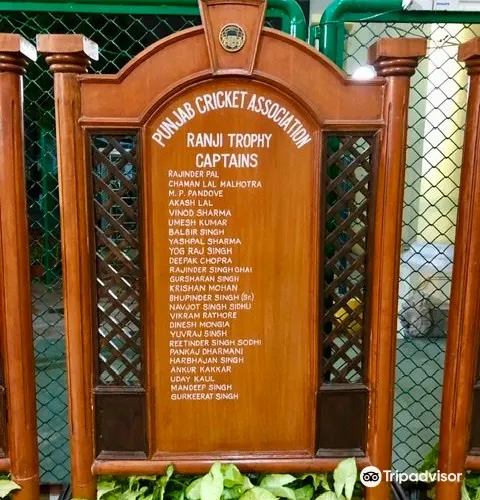 PUNJAB CRICKET ASSOCIATION
RANJI TROPHY
CAPTAINS
RAJINDER PAL
CHAMAN LAL MALHOTRA
M. P. PANDOVE
AKASH LAL
VINOD SHARMA
UMESH KUMAR
BALBIR SINGH
YASHPAL SHARMA
YOG RAJ SINGH
DEEPAK CHOPRA
RAJINDER SINGH GHAI
GURSHARAN SINGH
KRISHAN MOHAN
BHUPINDER SINGH (Sr.)
NAVJOT SINGH SIDHU
VIKRAM RATHORE
DINESH MONGIA
YUVRAJ SINGH
REETINDER SINGH SODHI
PANKAJ DHARMANI
HARBHAJAN SINGH
ANKUR KAKKAR
UDAY KAUL
MANDEEP SINGH
GURKEERAT SINGH
Tripadvisor